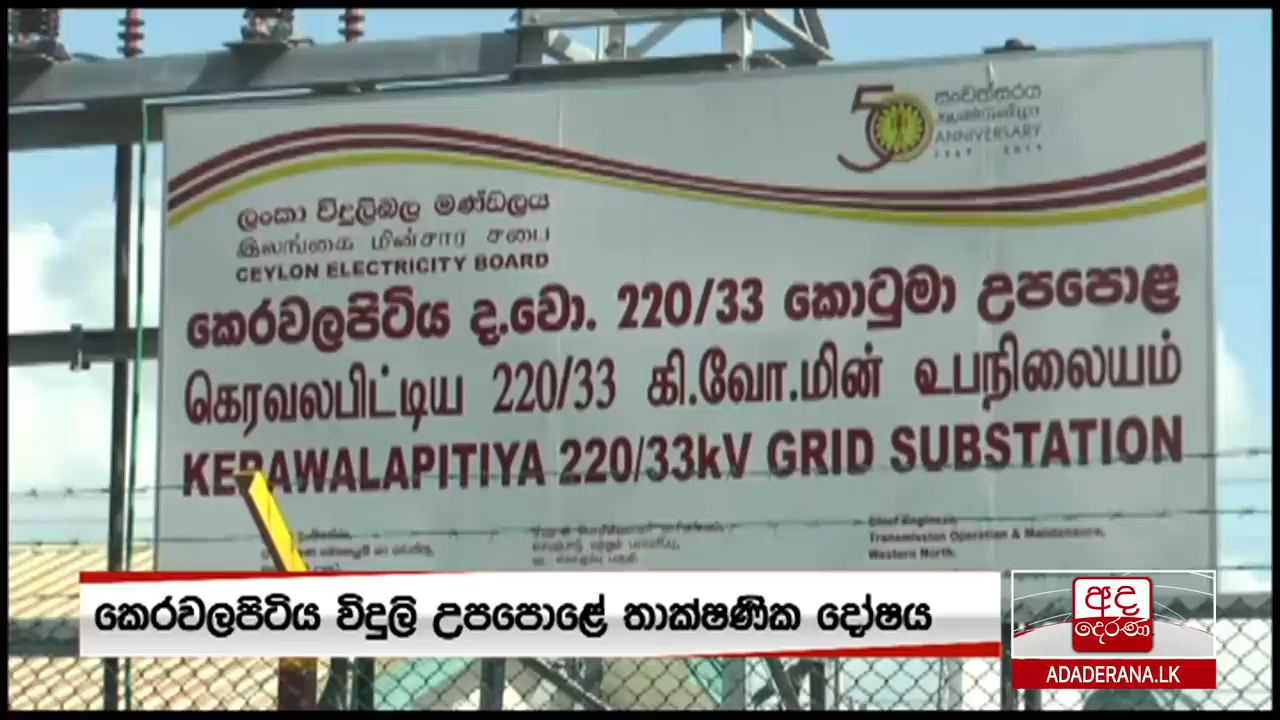 50
සංවත්සරය
ANNIVERSARY
ලංකා විදුලිබල මණ්ඩලය
இலங்கை மின்சார சபை
CEYLON ELECTRICITY BOARD
කෙරවලපිටිය ද.වො. 220/33 කොටුමා උපපොළ
கெரவலபிட்டிய 220/33 கி.வோ.மின் உபநிலையம்
KERAWALAPITIYA 220/33kV GRID SUBSTATION
Chief Engineer,
Transmission Operation & Maintenance,
Western North,
කෙරවලපිටිය විදුලි උපපොළේ තාක්ෂණික දෝෂය
අද
දෙරණ
ADADERANA.LK